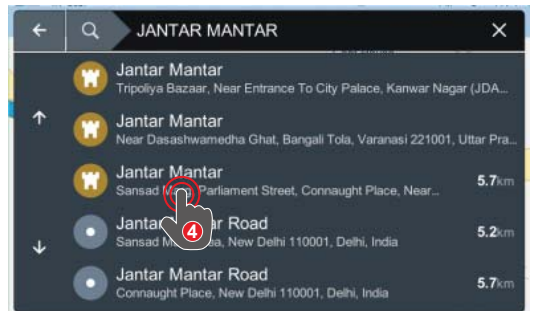 JANTAR MANTAR
Jantar Mantar
Tripoliya Bazaar, Near Entrance To City Palace, Kanwar Nagar (JDA...
Jantar Mantar
Near Dasashwamedha Ghat, Bangali Tola, Varanasi 221001, Uttar Pra...
Jantar Mantar
Sansad Parliament Street, Connaught Place, Near...
5.7km
Jantar Road
Sansad New Delhi 110001, Delhi, India
5.2km
4
Jantar Mantar Road
Connaught Place, New Delhi 110001, Delhi, India
5.7km